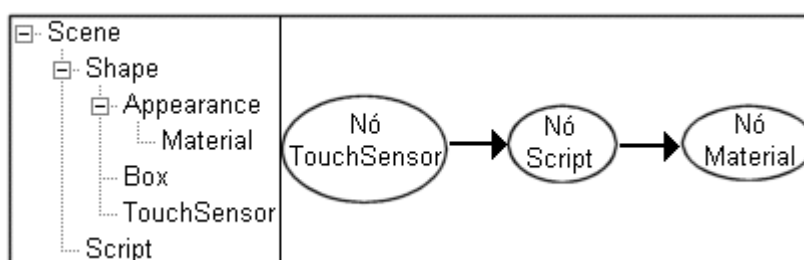 Scene
Shape
Appearance
Material
Box
TouchSensor
Script
Nó
TouchSensor
Nó
Script
Nó
Material